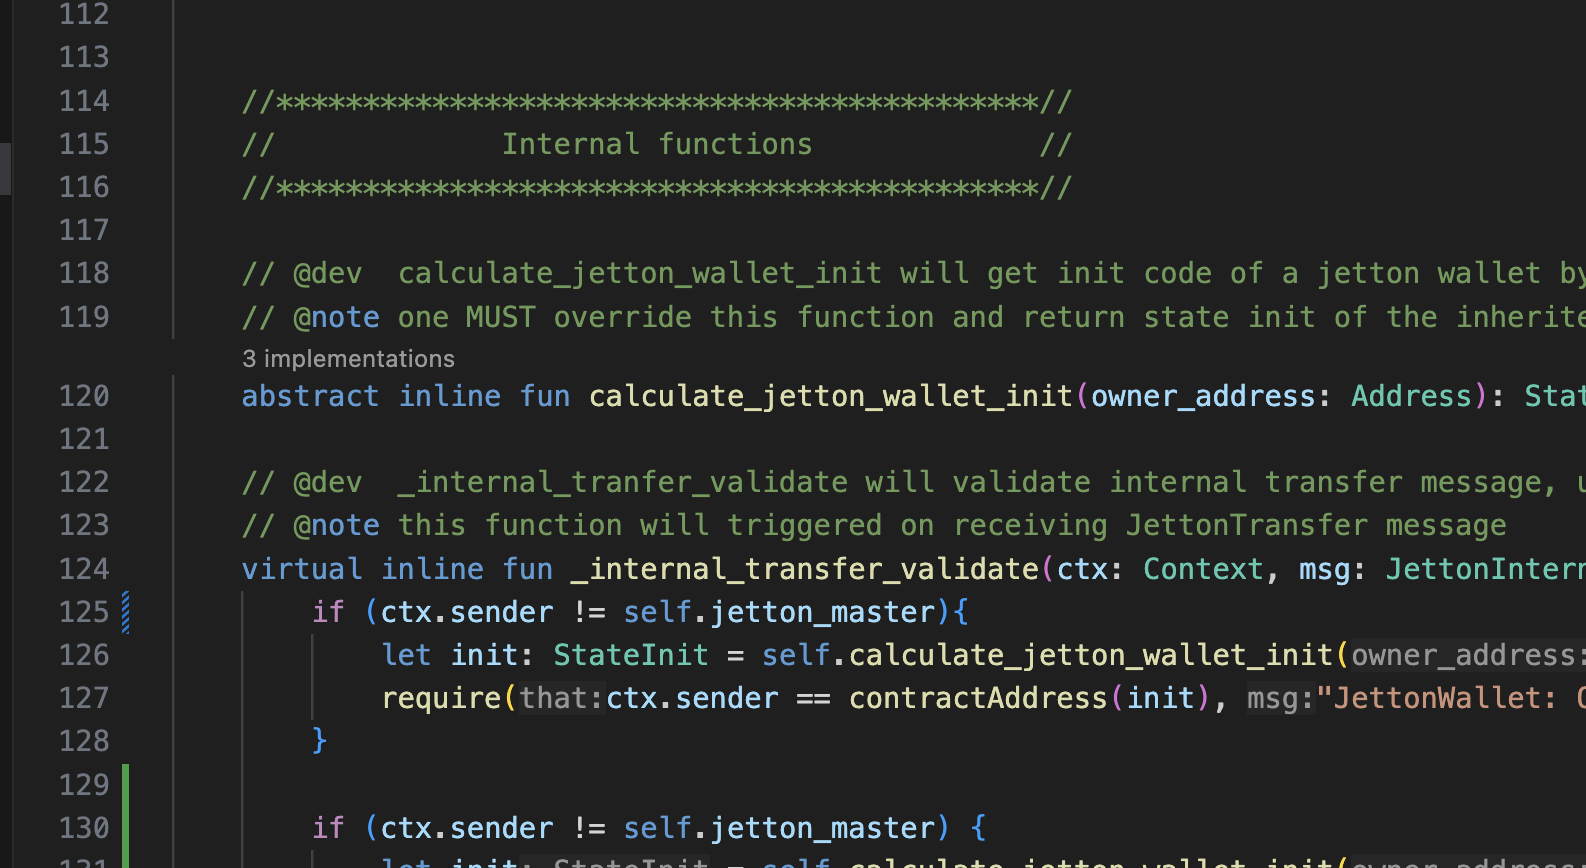 112
113
114 //********************************************//
115 // Internal functions //
116 //********************************************//
117
118 // @dev calculate_jetton_wallet_init will get init code of a jetton wallet by
119 // @note one MUST override this function and return state init of the
3 implementations
120 abstract inline fun calculate_jetton_wallet_init(owner_address: Address):
121
122 // @dev _internal_tranfer_validate will validate internal transfer message,
123 // @note this function will triggered on receiving JettonTransfer message
124 virtual inline fun _internal_transfer_validate(ctx: Context, msg:
125 if (ctx.sender != self.jetton_master){
126 let init: StateInit = self.calculate_jetton_wallet_init(owner_address:
127 require(that:ctx.sender == contractAddress(init), msg:"JettonWallet:
128 }
129
130 if (ctx.sender != self.jetton_master) {